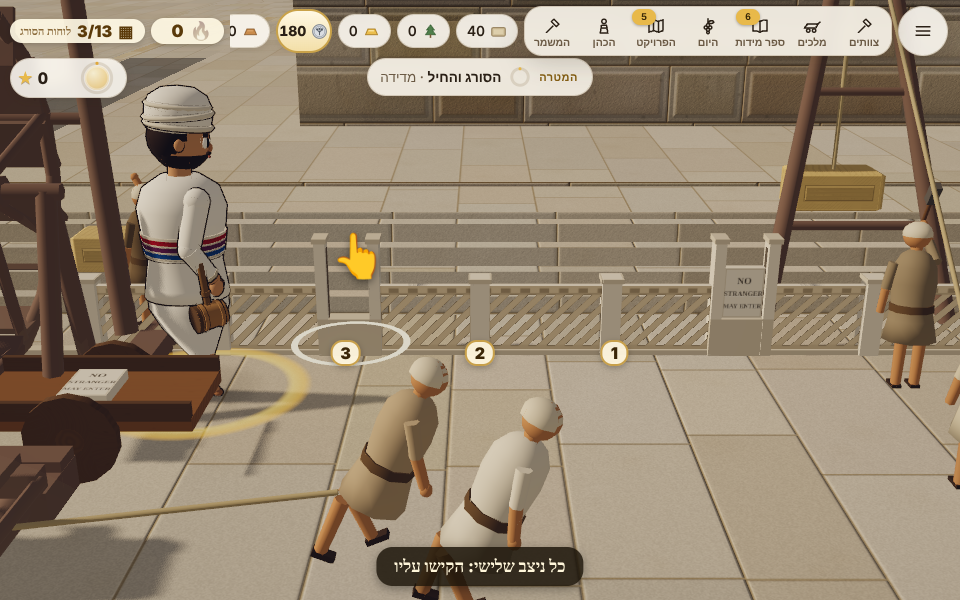 צוותים
מלכים
ספר מידות
6
היום
הפרויקט
5
הכהן
המשמר
40
0
0
180
0
0
3/13 לוחות הסורג
0
המטרה הסורג והחיל · מדידה
NO
STRANGER
MAY ENTER
NO
STRANGER
MAY ENTER
3
2
1
כל ניצב שלישי: הקישו עליו